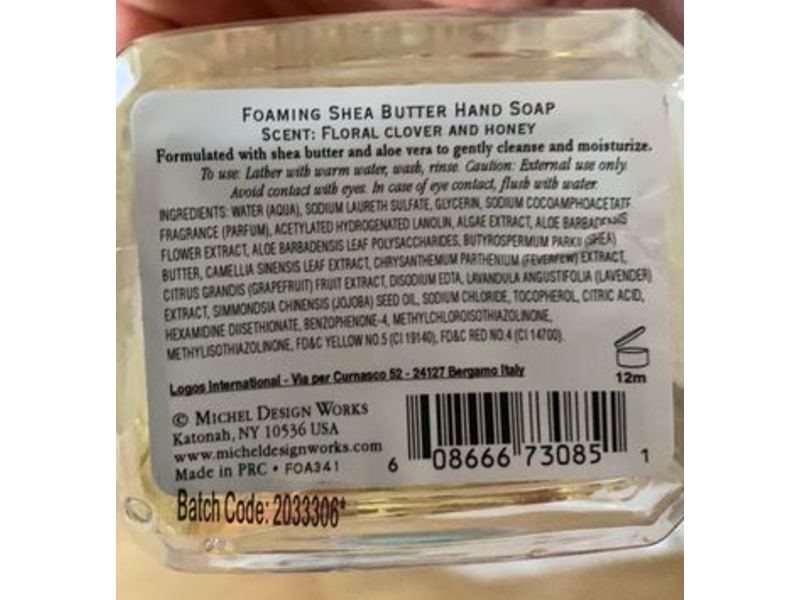 FOAMING SHEA BUTTER HAND SOAP
SCENT: FLORAL CLOVER AND HONEY
Formulated with shea butter and aloe vera to gently cleanse and moisturize.
To use: Lather with warm water, wash, rinse. Caution: External use only.
Avoid contact with eyes. In case of eye contact, flush with water.
INGREDIENTS: WATER (AQUA), SODIUM LAURETH SULFATE, GLYCERIN, SODIUM COCOAMPHOACETATE
FRAGRANCE (PARFUM), ACETYLATED HYDROGENATED LANOLIN, ALGAE EXTRACT, ALOE BARBADENSIS
FLOWER EXTRACT, ALOE BARBADENSIS LEAF POLYSACCHARIDES, BUTYROSPERMUM PARKII (SHEA)
BUTTER, CAMELLIA SINENSIS LEAF EXTRACT, CHRYSANTHEMUM PARTHENIUM (FEVERFEW) EXTRACT,
CITRUS GRANDIS (GRAPEFRUIT) FRUIT EXTRACT, DISODIUM EDTA, LAVANDULA ANGUSTIFOLIA (LAVENDER)
EXTRACT, SIMMONDSIA CHINENSIS (JOJOBA) SEED OIL, SODIUM CHLORIDE, TOCOPHEROL, CITRIC ACID,
HEXAMIDINE DIISETHIONATE, BENZOPHENONE-4, METHYLCHLOROISOTHIAZOLINONE,
METHYLISOTHIAZOLINONE, FD&C YELLOW NO.5 (CI 19140), FD&C RED NO.4 (CI 14700).
Logos International - Via per Curnasco 52 - 24127 Bergamo Italy
12m
© MICHEL DESIGN WORKS
Katonah, NY 10536 USA
www.micheldesignworks.com
Made in PRC • FOA341
6 08666 73085 1
Batch Code: 2033306*